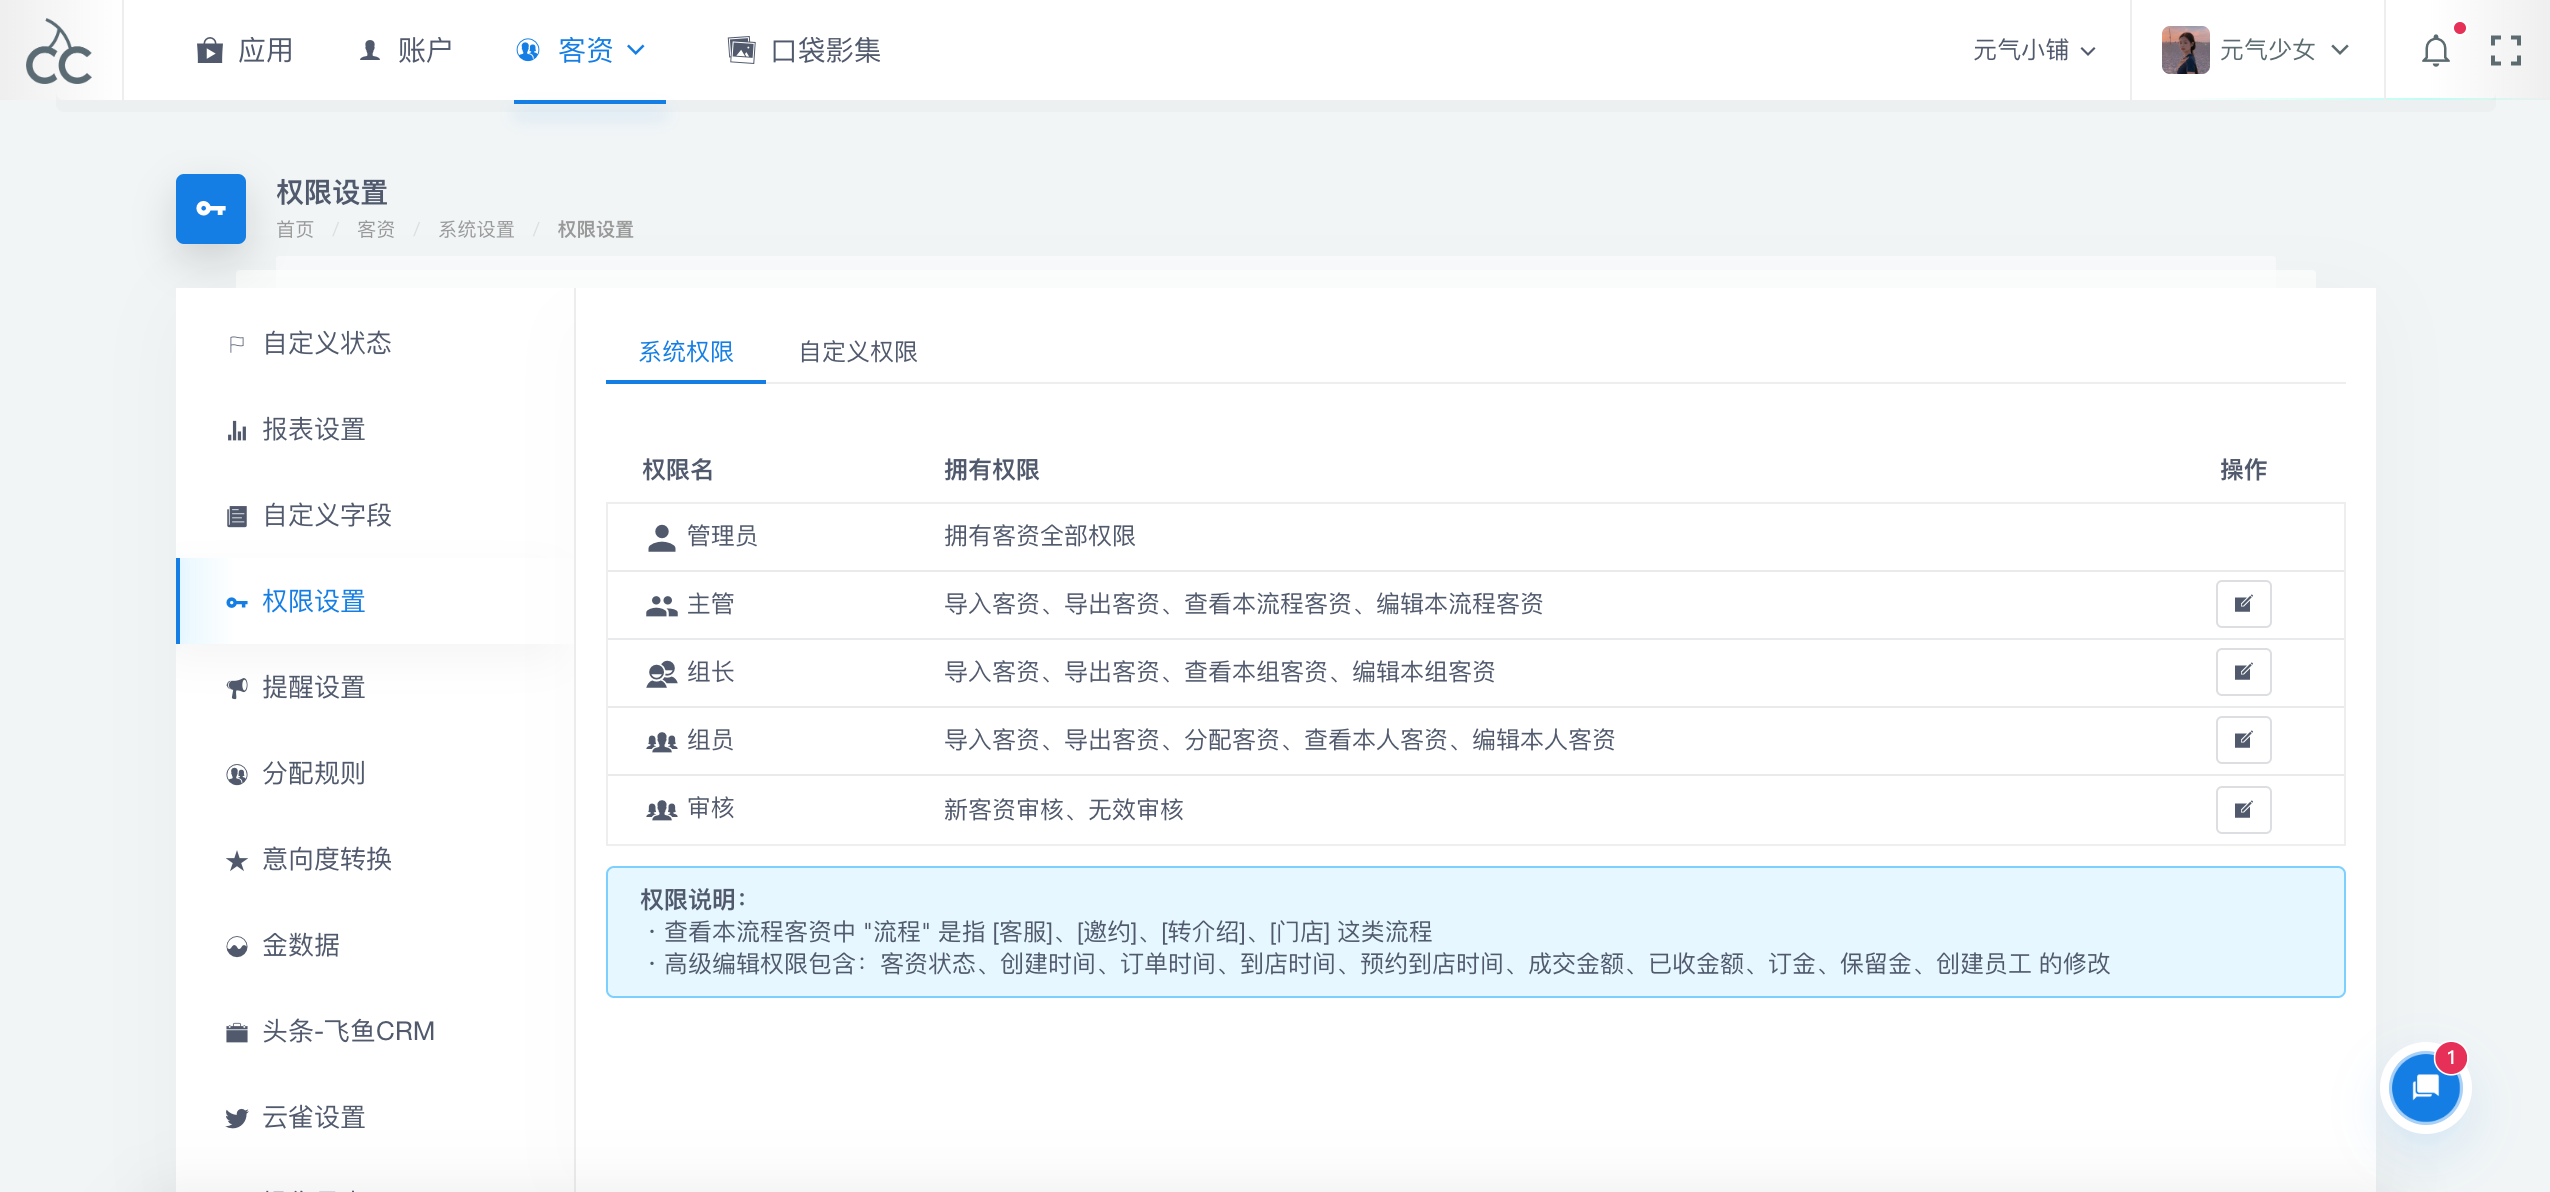 CC
应用
账户
客资
口袋影集
元气小铺
元气少女
权限设置
首页 / 客资 / 系统设置 / 权限设置
自定义状态
报表设置
自定义字段
权限设置
提醒设置
分配规则
意向度转换
金数据
头条-飞鱼CRM
云雀设置
系统权限
自定义权限
权限名 拥有权限 操作
管理员 拥有客资全部权限
主管 导入客资、导出客资、查看本流程客资、编辑本流程客资
组长 导入客资、导出客资、查看本组客资、编辑本组客资
组员 导入客资、导出客资、分配客资、查看本人客资、编辑本人客资
审核 新客资审核、无效审核
权限说明：
· 查看本流程客资中 "流程" 是指 [客服]、[邀约]、[转介绍]、[门店] 这类流程
· 高级编辑权限包含：客资状态、创建时间、订单时间、到店时间、预约到店时间、成交金额、已收金额、订金、保留金、创建员工 的修改
1